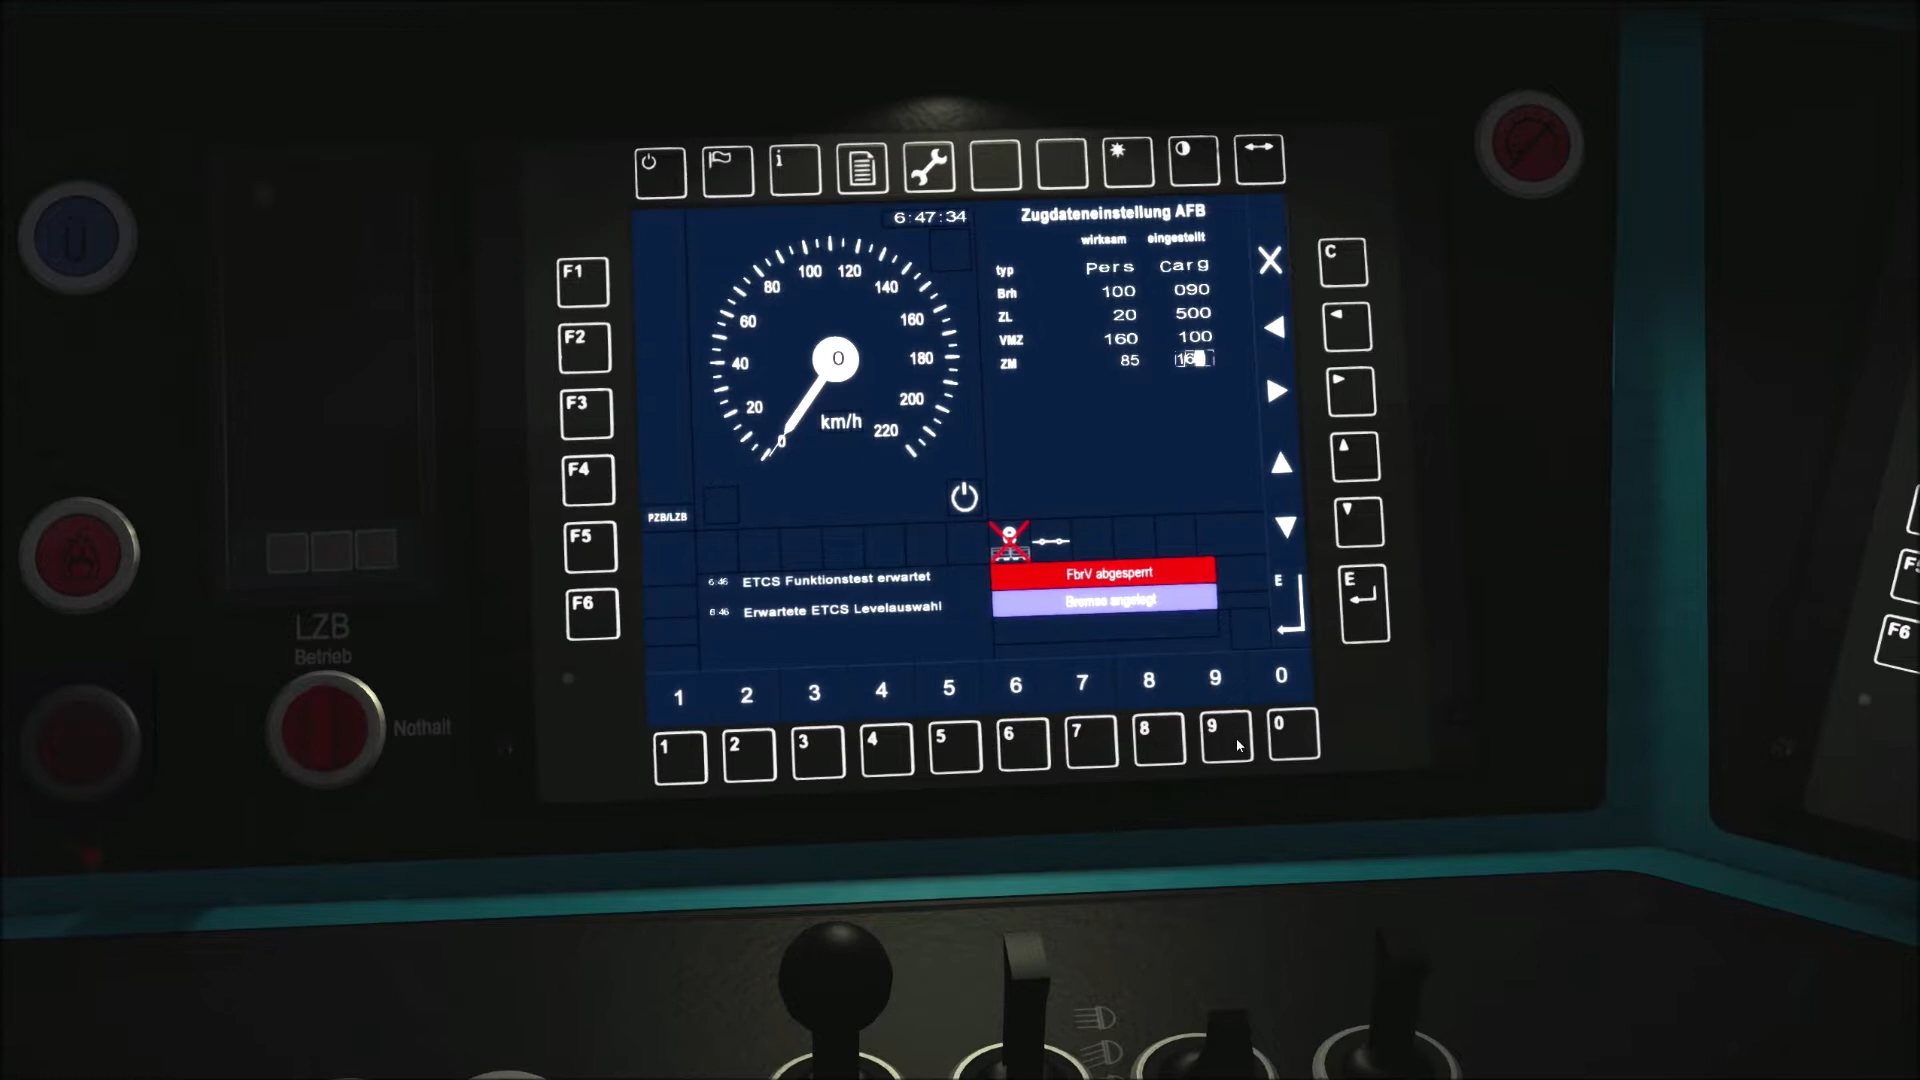 i
6:47:34
Zugdateneinstellung AFB
wirksam eingestellt
typ Pers Carg
Brh 100 090
ZL 20 500
VMZ 160 100
ZM 85
0 20 40 60 80 100 120 140 160 180 200 220
0
km/h
PZB/LZB
6:46 ETCS Funktionstest erwartet
6:46 Erwartete ETCS Levelauswahl
FbrV abgesperrt
Bremse angelegt
E
1 2 3 4 5 6 7 8 9 0
1 2 3 4 5 6 7 8 9 0
F1
F2
F3
F4
F5
F6
C
E
LZB
Betrieb
Nothalt
F6